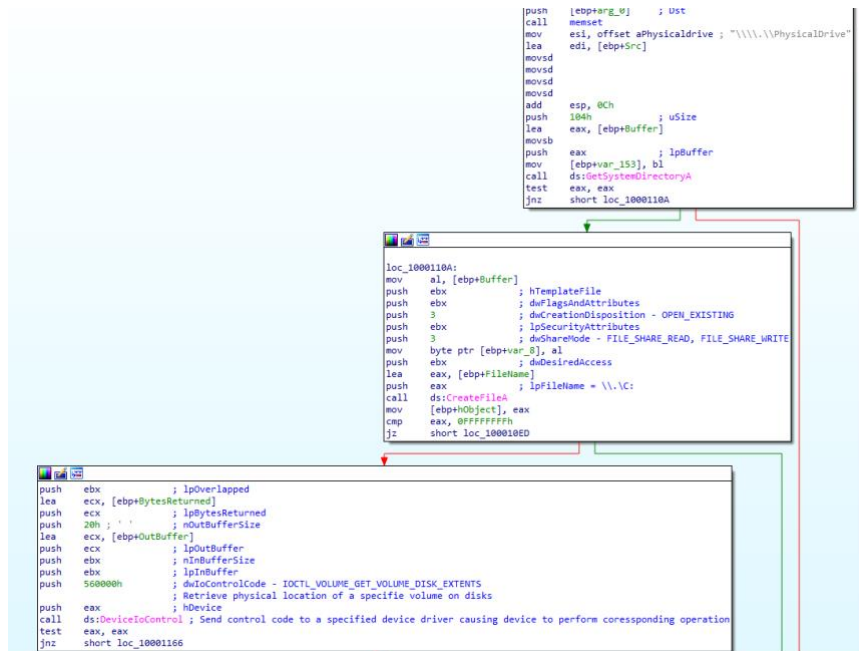 push [ebp+arg_0] ; Dst
call memset
mov esi, offset aPhysicaldrive ; "\\\\.\\PhysicalDrive"
lea edi, [ebp+Src]
movsd
movsd
movsd
movsd
add esp, 0Ch
push 104h ; uSize
lea eax, [ebp+Buffer]
movsb
push eax ; lpBuffer
mov [ebp+var_153], bl
call ds:GetSystemDirectoryA
test eax, eax
jnz short loc_1000110A
loc_1000110A:
mov al, [ebp+Buffer]
push ebx ; hTemplateFile
push ebx ; dwFlagsAndAttributes
push 3 ; dwCreationDisposition - OPEN_EXISTING
push ebx ; lpSecurityAttributes
push 3 ; dwShareMode - FILE_SHARE_READ, FILE_SHARE_WRITE
mov byte ptr [ebp+var_8], al
push ebx ; dwDesiredAccess
lea eax, [ebp+FileName]
push eax ; lpFileName = \\.\C:
call ds:CreateFileA
mov [ebp+hObject], eax
cmp eax, 0FFFFFFFFh
jz short loc_100010ED
push ebx ; lpOverlapped
lea ecx, [ebp+BytesReturned]
push ecx ; lpBytesReturned
push 20h ; ' ' ; nOutBufferSize
lea ecx, [ebp+OutBuffer]
push ecx ; lpOutBuffer
push ebx ; nInBufferSize
push ebx ; lpInBuffer
push 560000h ; dwIoControlCode - IOCTL_VOLUME_GET_VOLUME_DISK_EXTENTS
; Retrieve physical location of a specifie volume on disks
push eax ; hDevice
call ds:DeviceIoControl ; Send control code to a specified device driver causing device to perform coressponding operation
test eax, eax
jnz short loc_10001166